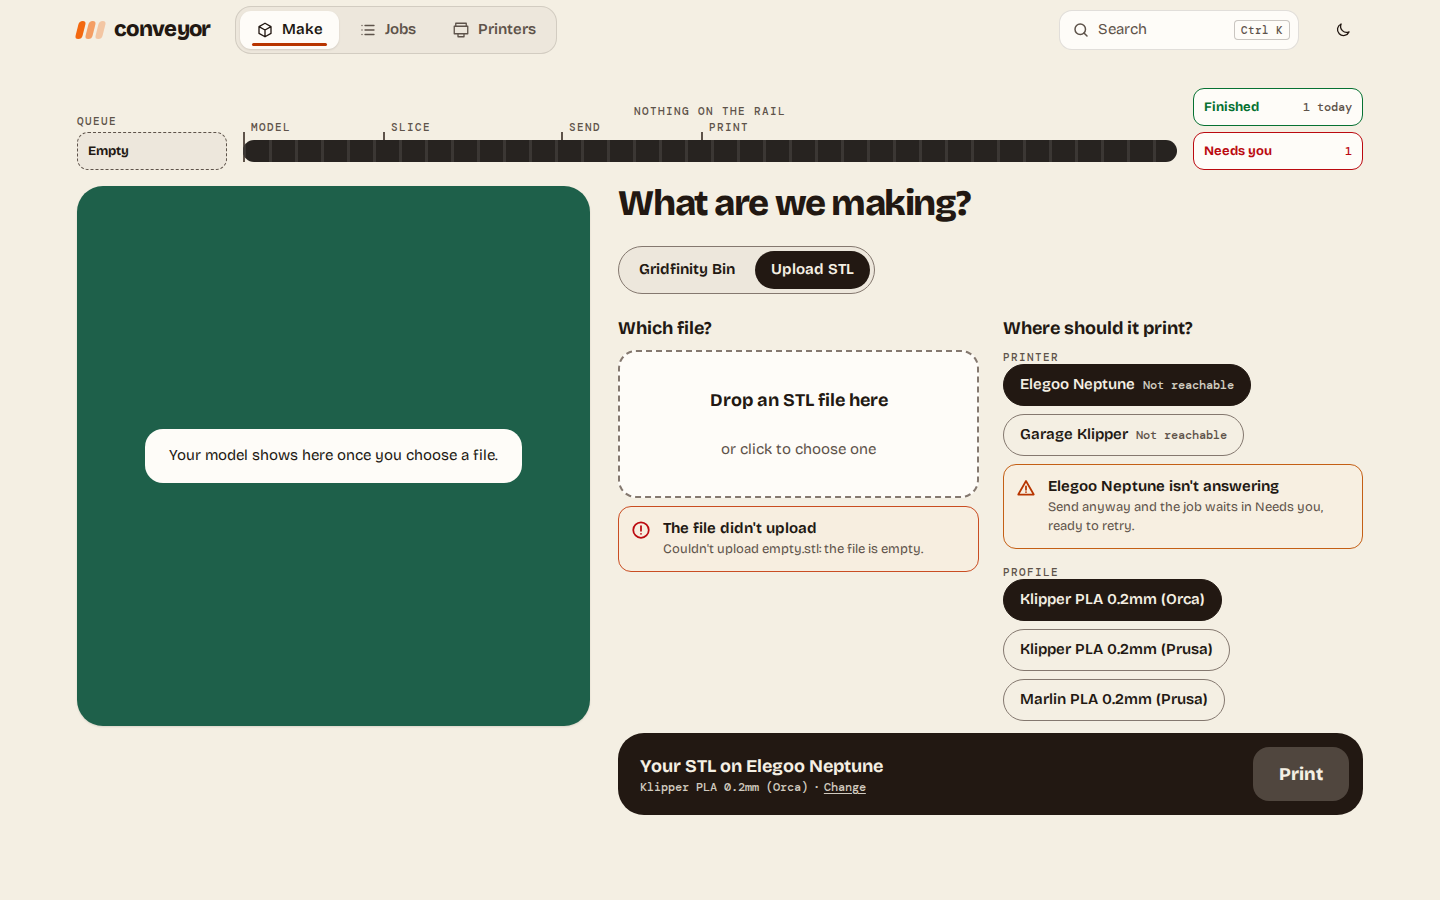 conveyor
Make
Jobs
Printers
Search
Ctrl K
QUEUE
Empty
NOTHING ON THE RAIL
MODEL
SLICE
SEND
PRINT
Finished
1 today
Needs you
1
Your model shows here once you choose a file.
What are we making?
Gridfinity Bin
Upload STL
Which file?
Drop an STL file here
or click to choose one
The file didn't upload
Couldn't upload empty.stl: the file is empty.
Where should it print?
PRINTER
Elegoo Neptune Not reachable
Garage Klipper Not reachable
Elegoo Neptune isn't answering
Send anyway and the job waits in Needs you,
ready to retry.
PROFILE
Klipper PLA 0.2mm (Orca)
Klipper PLA 0.2mm (Prusa)
Marlin PLA 0.2mm (Prusa)
Your STL on Elegoo Neptune
Klipper PLA 0.2mm (Orca) · Change
Print